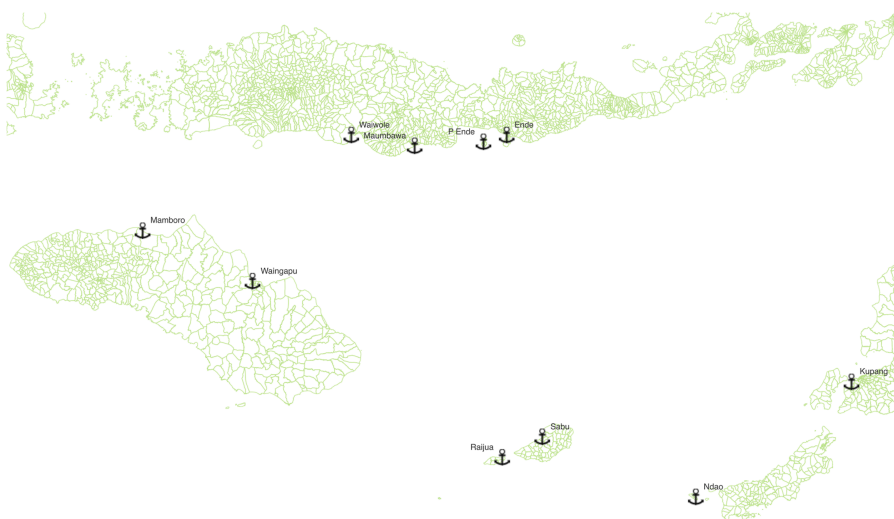 Waiwole
Maumbawa
P Ende
Ende
Mamboro
Waingapu
Kupang
Sabu
Raijua
Ndao